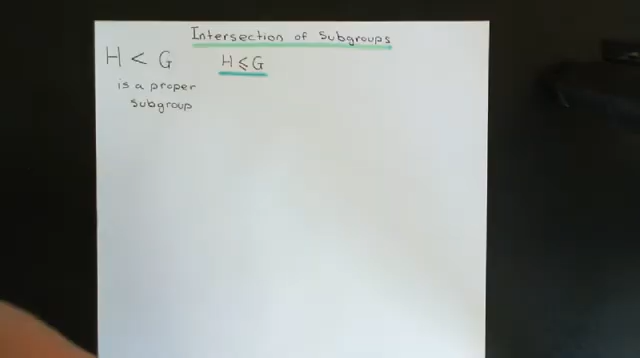 Intersection of Subgroups
H < G
H ⩽ G
is a proper
subgroup